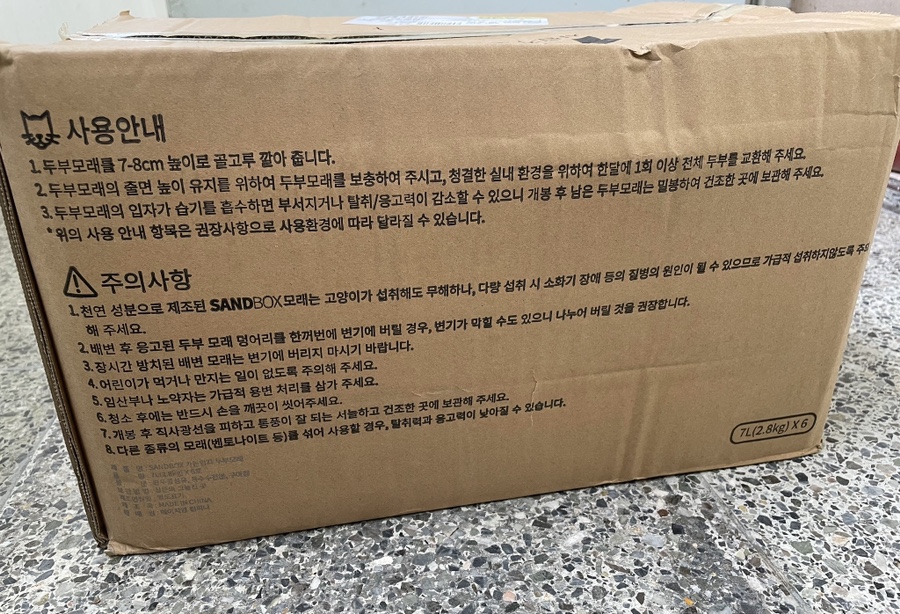 사용안내
1. 두부모래를 7-8cm 높이로 골고루 깔아 줍니다.
2. 두부모래의 줄면 높이 유지를 위하여 두부모래를 보충하여 주시고, 청결한 실내 환경을 위하여 한달에 1회 이상 전체 두부를 교환해 주세요.
3. 두부모래의 입자가 습기를 흡수하면 부서지거나 탈취/응고력이 감소할 수 있으니 개봉 후 남은 두부모래는 밀봉하여 건조한 곳에 보관해 주세요.
* 위의 사용 안내 항목은 권장사항으로 사용환경에 따라 달라질 수 있습니다.
주의사항
1. 천연 성분으로 제조된 SANDBOX모래는 고양이가 섭취해도 무해하나, 다량 섭취 시 소화기 장애 등의 질병의 원인이 될 수 있으므로 가급적 섭취하지않도록 주의
해 주세요.
2. 배변 후 응고된 두부 모래 덩어리를 한꺼번에 변기에 버릴 경우, 변기가 막힐 수도 있으니 나누어 버릴 것을 권장합니다.
3. 장시간 방치된 배변 모래는 변기에 버리지 마시기 바랍니다.
4. 어린이가 먹거나 만지는 일이 없도록 주의해 주세요.
5. 임산부나 노약자는 가급적 용변 처리를 삼가 주세요.
6. 청소 후에는 반드시 손을 깨끗이 씻어주세요.
7. 개봉 후 직사광선을 피하고 통풍이 잘 되는 서늘하고 건조한 곳에 보관해 주세요.
8. 다른 종류의 모래(벤토나이트 등)를 섞어 사용할 경우, 탈취력과 응고력이 낮아질 수 있습니다.
7L(2.8kg) X 6
SANDBOX
MADE IN CHINA